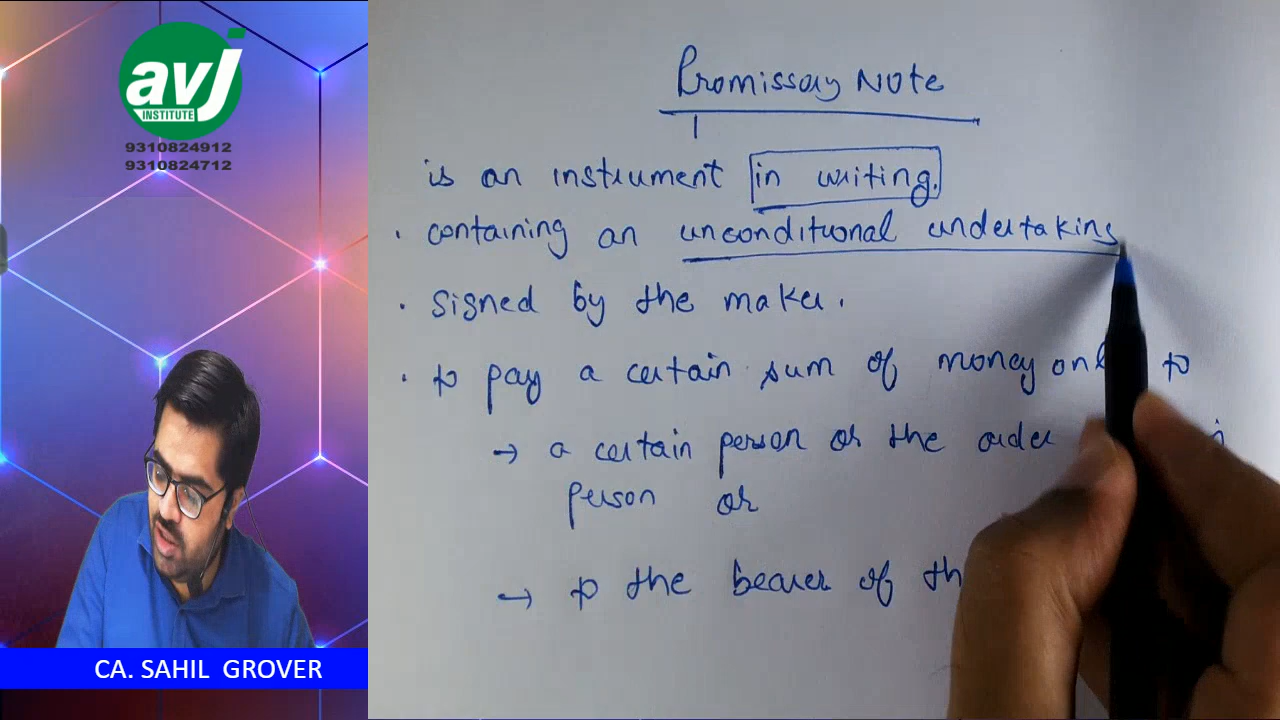 avj
INSTITUTE
9310824912
9310824712
CA. SAHIL GROVER
Promissory Note
is an instrument in writing.
· containing an unconditional undertaking
· signed by the maker.
· to pay a certain sum of money to
→ a certain person or the order
person or
→ to the bearer of